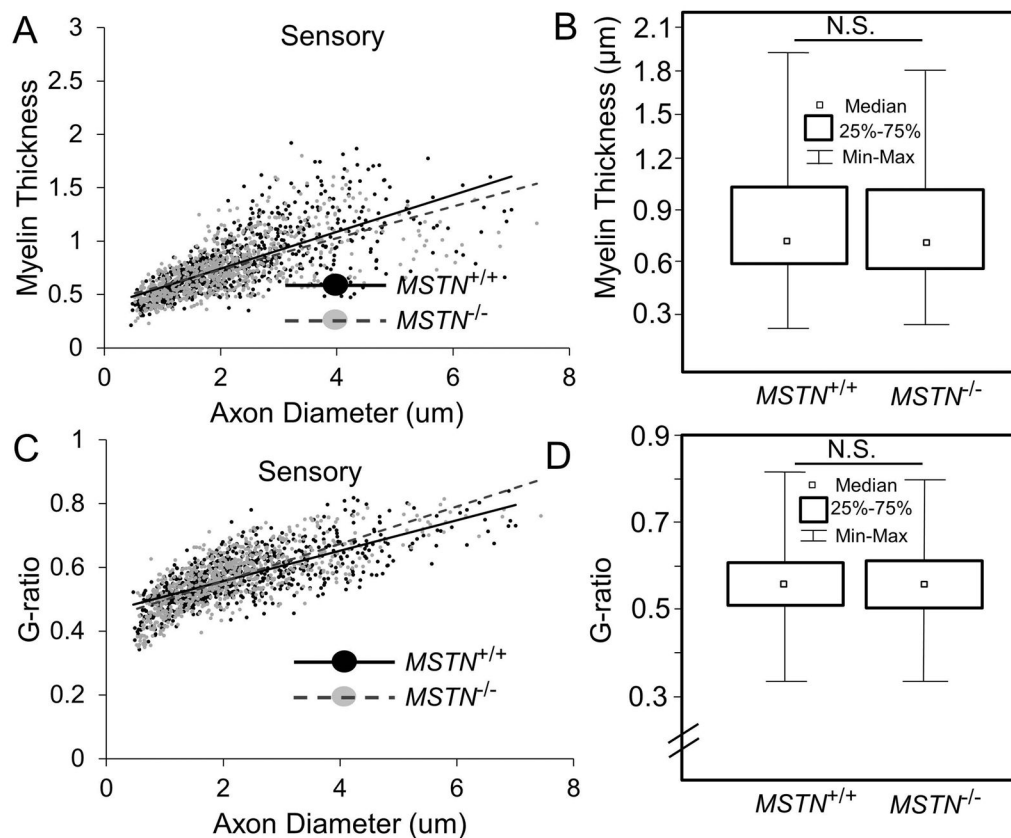 A
Sensory
Myelin Thickness
3
2.5
2
1.5
1
0.5
0
0 2 4 6 8
Axon Diameter (um)
MSTN+/+
MSTN-/-
B
N.S.
Myelin Thickness (μm)
2.1
1.8
1.5
1.2
0.9
0.6
0.3
Median
25%-75%
Min-Max
MSTN+/+ MSTN-/-
C
Sensory
G-ratio
1
0.8
0.6
0.4
0.2
0
0 2 4 6 8
Axon Diameter (um)
MSTN+/+
MSTN-/-
D
N.S.
G-ratio
0.9
0.7
0.5
0.3
Median
25%-75%
Min-Max
MSTN+/+ MSTN-/-